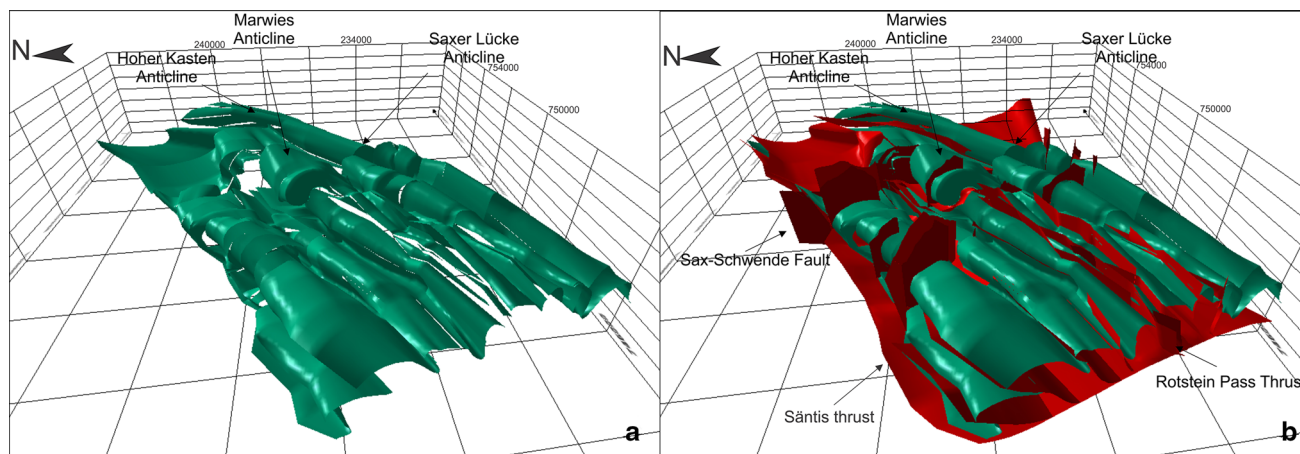 N
Marwies
Anticline
Hoher Kasten
Anticline
Saxer Lücke
Anticline
240000
234000
754000
750000
a
N
Marwies
Anticline
Hoher Kasten
Anticline
Saxer Lücke
Anticline
240000
234000
754000
750000
Sax-Schwende Fault
Säntis thrust
Rotstein Pass Thrus
b